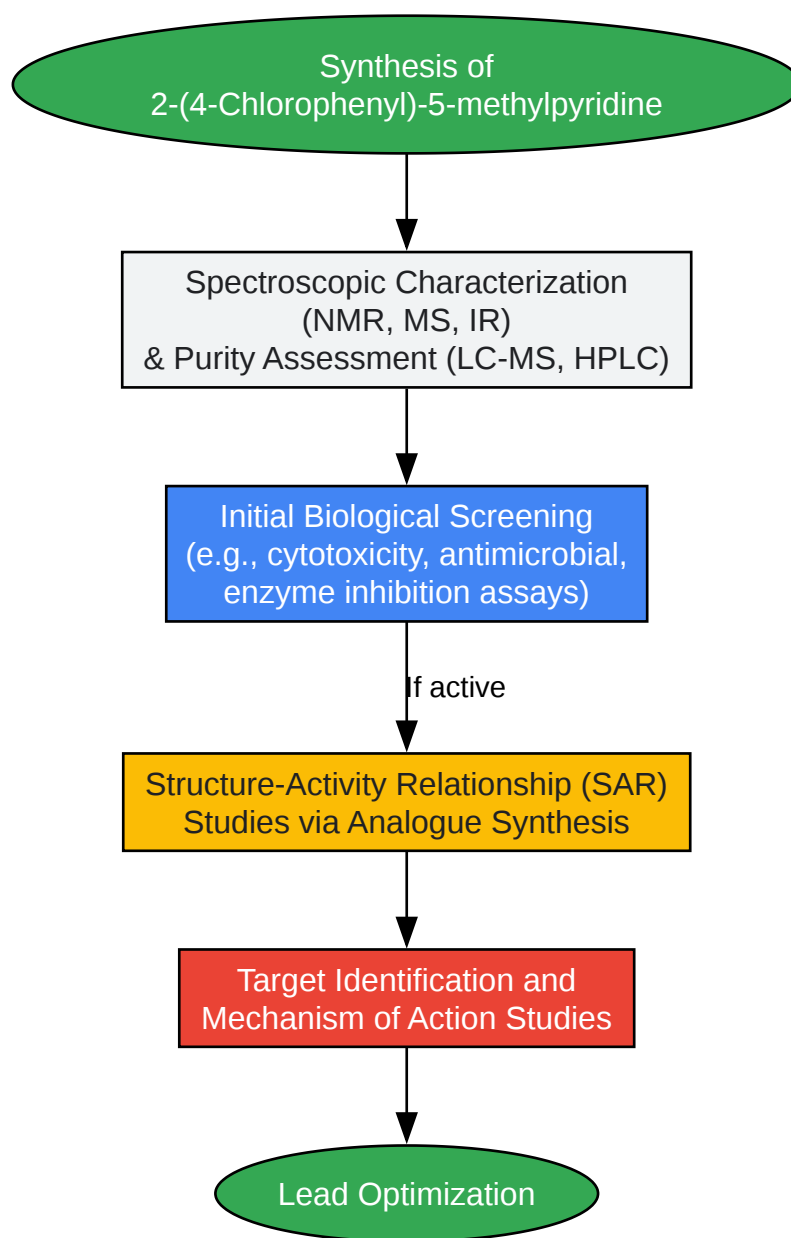 Synthesis of
2-(4-Chlorophenyl)-5-methylpyridine
Spectroscopic Characterization
(NMR, MS, IR)
& Purity Assessment (LC-MS, HPLC)
Initial Biological Screening
(e.g., cytotoxicity, antimicrobial,
enzyme inhibition assays)
If active
Structure-Activity Relationship (SAR)
Studies via Analogue Synthesis
Target Identification and
Mechanism of Action Studies
Lead Optimization